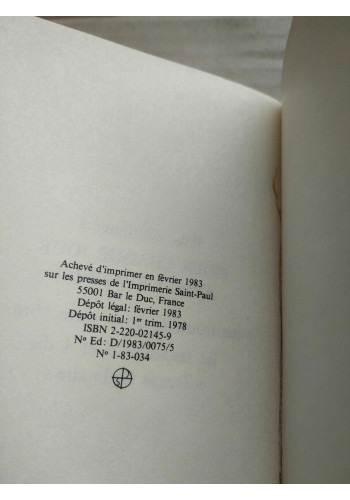 Achevé d'imprimer en février 1983
sur les presses de l'Imprimerie Saint-Paul
55001 Bar le Duc, France
Dépôt légal : février 1983
Dépôt initial : 1er trim. 1978
ISBN 2-220-02145-9
No Ed : D/1983/0075/5
No 1-83-034